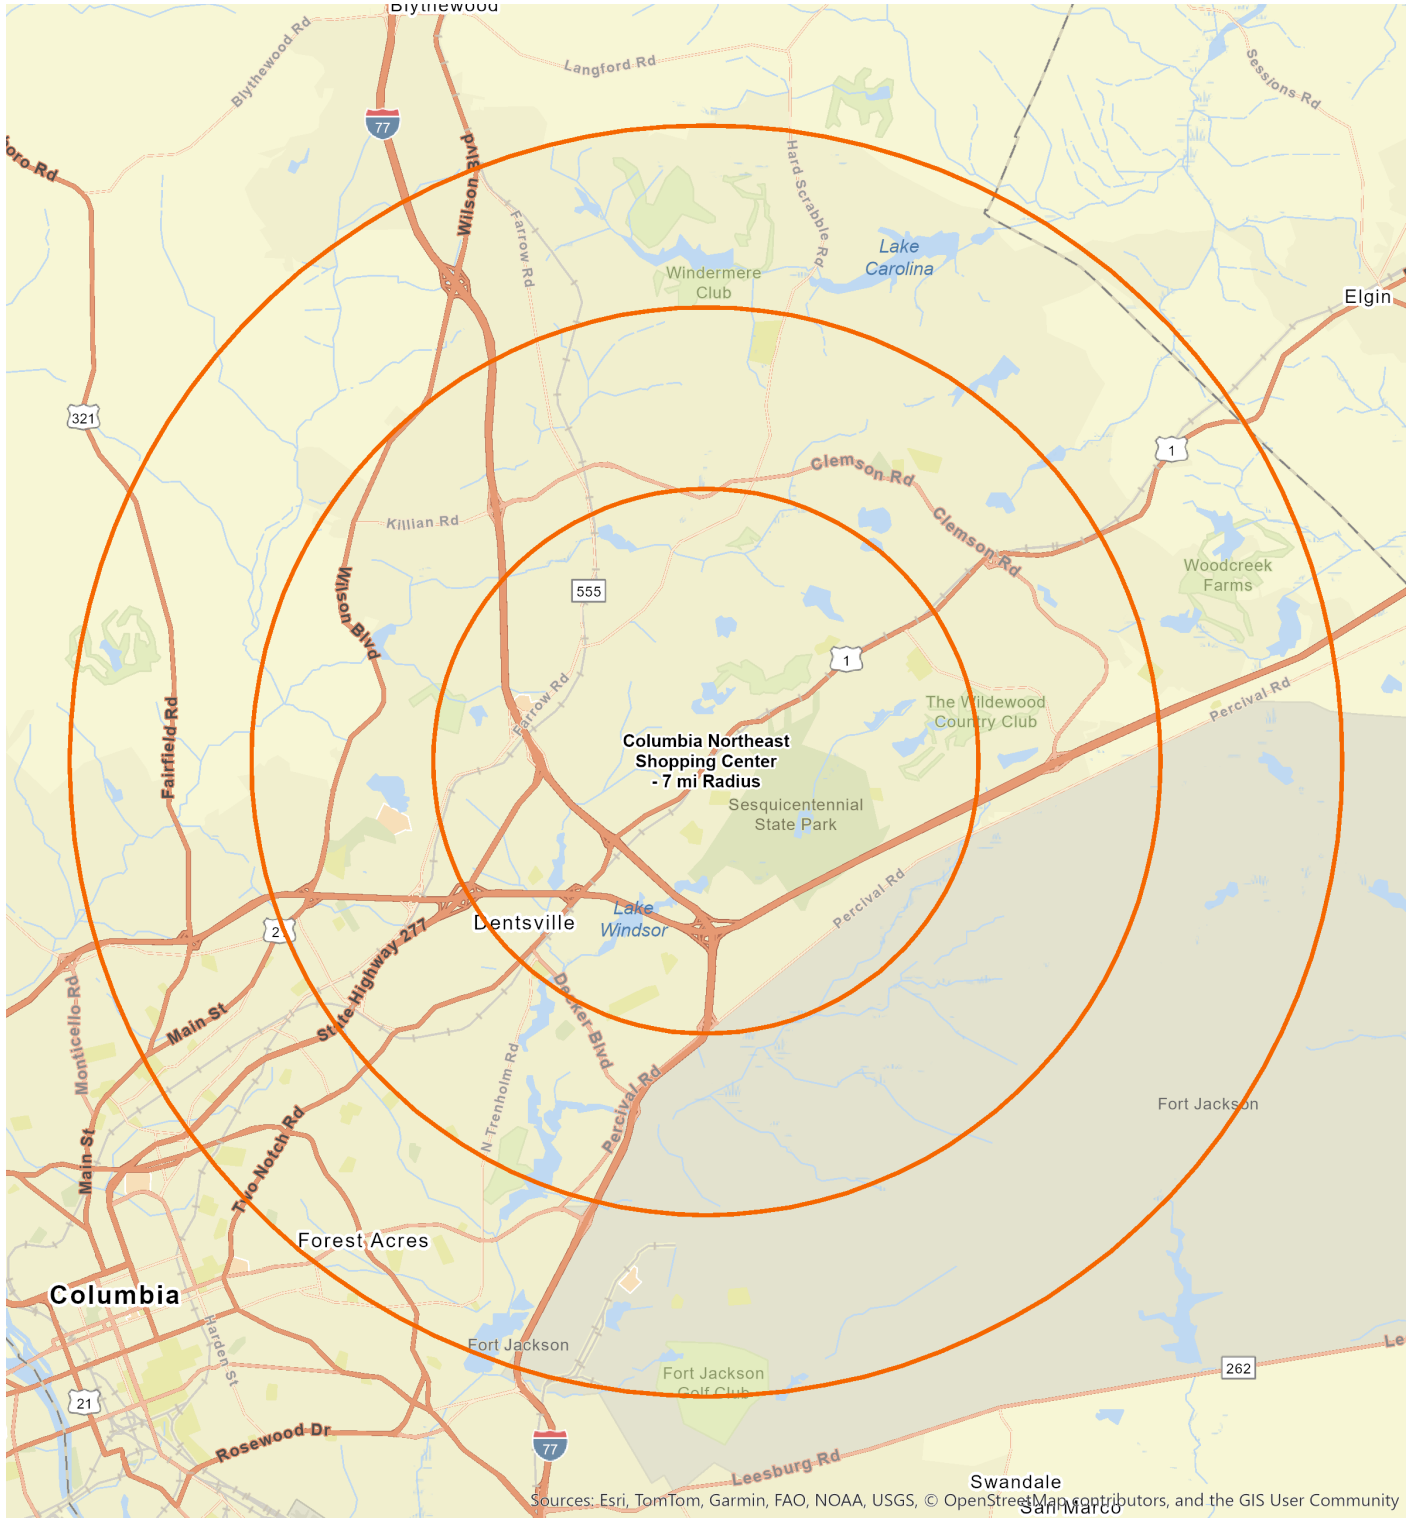 Blythewood
Blythewood Rd
Langford Rd
Sessions Rd
77
Wilson Blvd
oro Rd
Hard Scrabble Rd
Farrow Rd
Lake
Carolina
Windermere
Club
Elgin
321
1
Clemson Rd
Killian Rd
Clemson Rd
Woodcreek
Farms
555
Wilson Blvd
1
Farrow Rd
The Wildewood
Country Club
Percival Rd
Fairfield Rd
Columbia Northeast
Shopping Center
- 7 mi Radius
Sesquicentennial
State Park
Percival Rd
Lake
Windsor
Dentsville
State Highway 277
Main St
Monticello Rd
Decker Blvd
N Trenholm Rd
Percival Rd
Fort Jackson
Main St
Two Notch Rd
Forest Acres
Columbia
Harden St
Fort Jackson
Fort Jackson
Golf Club
262
Le
21
Rosewood Dr
77
Leesburg Rd
Swandale
San Marco
Sources: Esri, TomTom, Garmin, FAO, NOAA, USGS, © OpenStreetMap contributors, and the GIS User Community